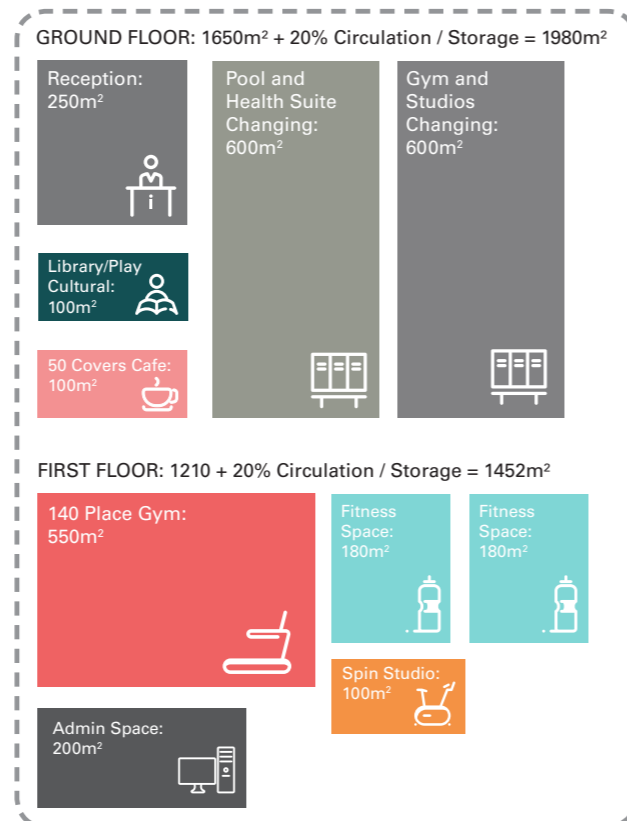 GROUND FLOOR: 1650m² + 20% Circulation / Storage = 1980m²
Reception:
250m²
Pool and
Health Suite
Changing:
600m²
Gym and
Studios
Changing:
600m²
i
Library/Play
Cultural:
100m²
50 Covers Cafe:
100m²
FIRST FLOOR: 1210 + 20% Circulation / Storage = 1452m²
140 Place Gym:
550m²
Fitness
Space:
180m²
Fitness
Space:
180m²
Spin Studio:
100m²
Admin Space:
200m²